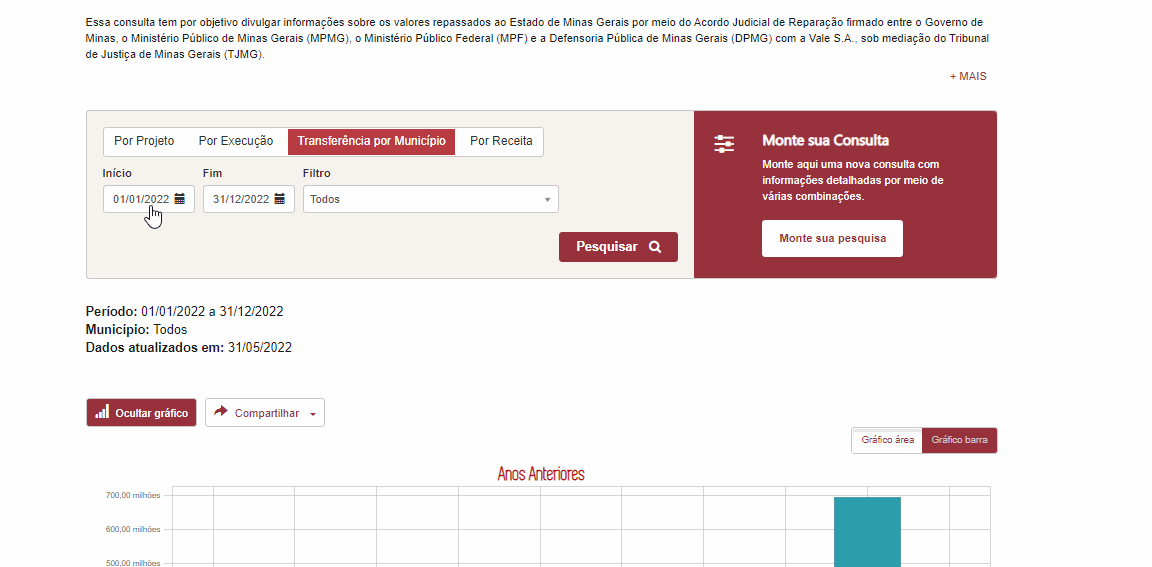 Essa consulta tem por objetivo divulgar informações sobre os valores repassados ao Estado de Minas Gerais por meio do Acordo Judicial de Reparação firmado entre o Governo de
Minas, o Ministério Público de Minas Gerais (MPMG), o Ministério Público Federal (MPF) e a Defensoria Pública de Minas Gerais (DPMG) com a Vale S.A., sob mediação do Tribunal
de Justiça de Minas Gerais (TJMG).
+ MAIS
Por Projeto Por Execução Transferência por Município Por Receita
Início Fim Filtro
01/01/2022 31/12/2022 Todos
Pesquisar
Monte sua Consulta
Monte aqui uma nova consulta com
informações detalhadas por meio de
várias combinações.
Monte sua pesquisa
Período: 01/01/2022 a 31/12/2022
Município: Todos
Dados atualizados em: 31/05/2022
Ocultar gráfico Compartilhar
Gráfico área Gráfico barra
Anos Anteriores
700,00 milhões
600,00 milhões
500,00 milhões